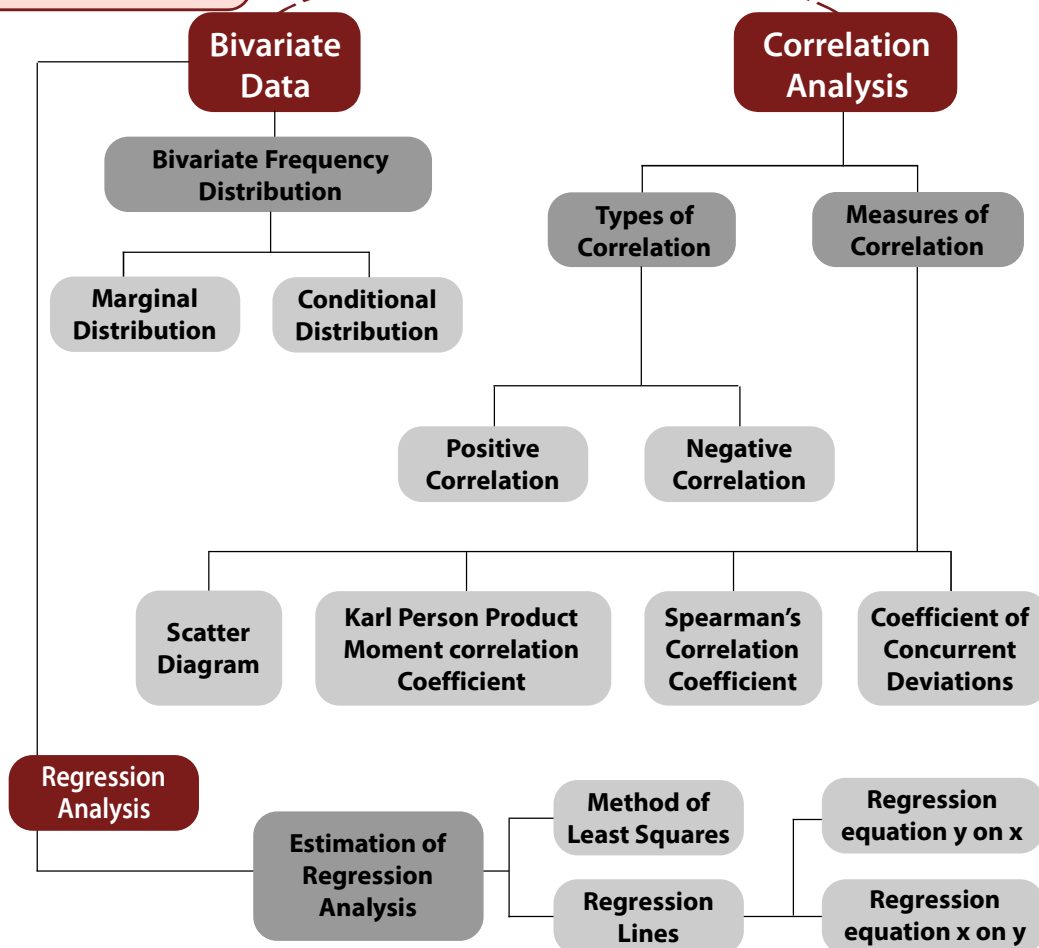 Bivariate
Data
Correlation
Analysis
Bivariate Frequency
Distribution
Types of
Correlation
Measures of
Correlation
Marginal
Distribution
Conditional
Distribution
Positive
Correlation
Negative
Correlation
Scatter
Diagram
Karl Person Product
Moment correlation
Coefficient
Spearman’s
Correlation
Coefficient
Coefficient of
Concurrent
Deviations
Regression
Analysis
Estimation of
Regression
Analysis
Method of
Least Squares
Regression
Lines
Regression
equation y on x
Regression
equation x on y